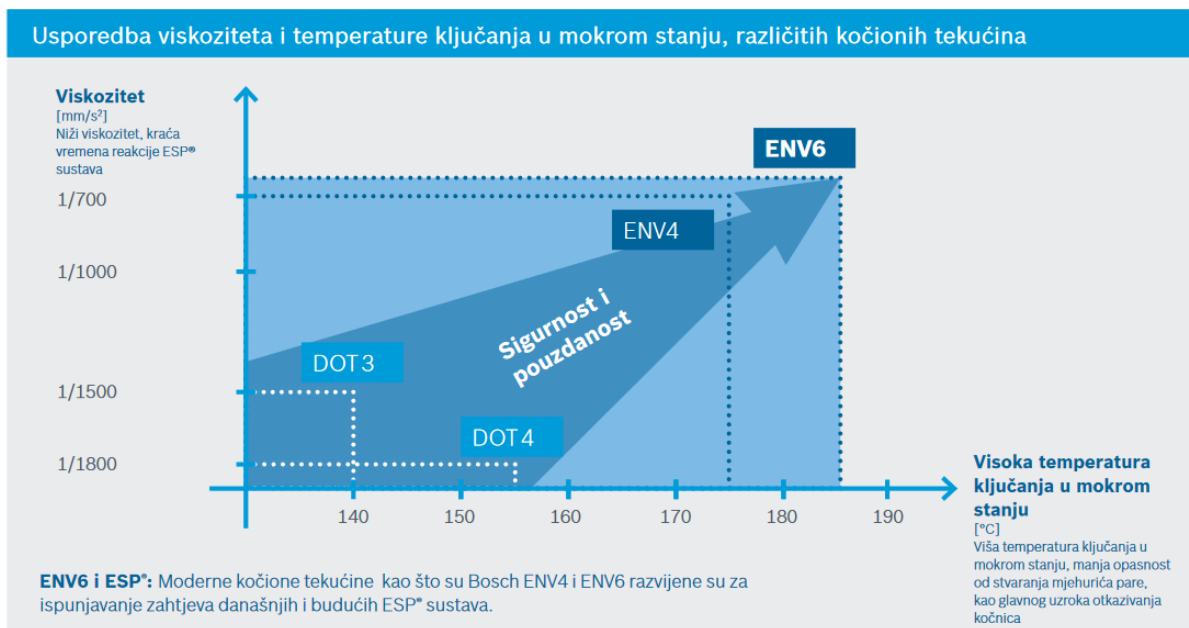 Usporedba viskoziteta i temperature ključanja u mokrom stanju, različitih kočionih tekućina
Viskozitet
[mm/s²]
Niži viskozitet, kraća
vremena reakcije ESP®
sustava
1/700
1/1000
1/1500
1/1800
ENV6
ENV4
Sigurnost i
pouzdanost
DOT3
DOT4
140
150
160
170
180
190
Visoka temperatura
ključanja u mokrom
stanju
[°C]
Viša temperatura ključanja u
mokrom stanju, manja opasnost
od stvaranja mjehurića pare,
kao glavnog uzroka otkazivanja
kočnica
ENV6 i ESP®: Moderne kočione tekućine kao što su Bosch ENV4 i ENV6 razvijene su za
ispunjavanje zahtjeva današnjih i budućih ESP® sustava.